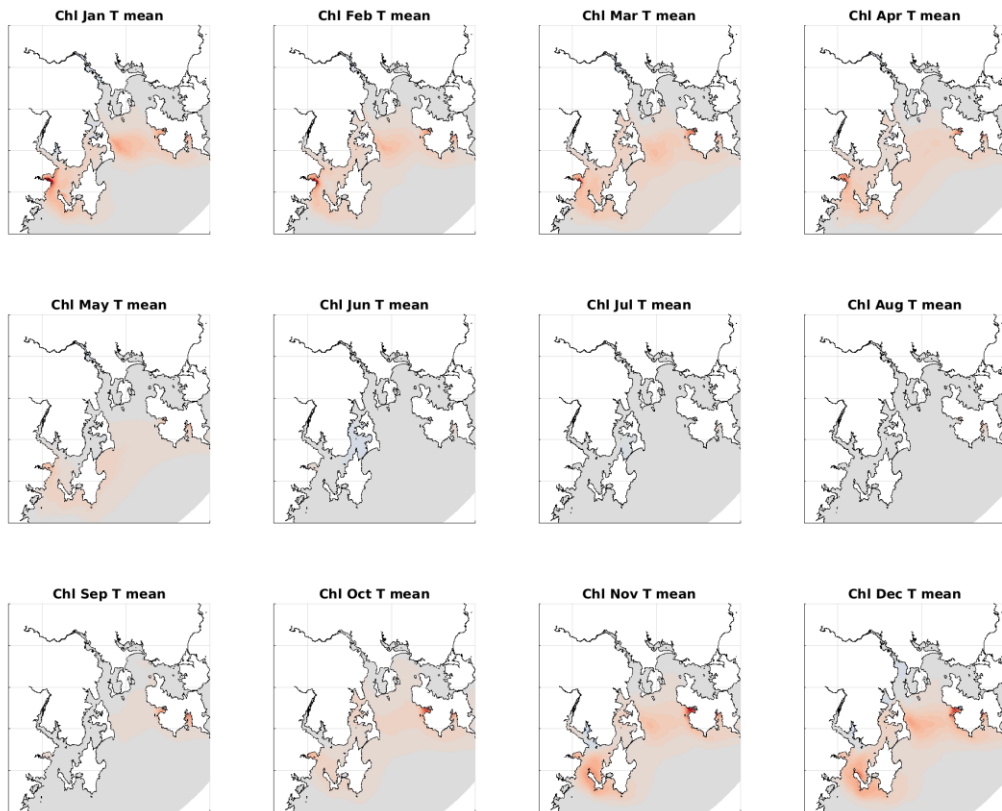 Chl Jan T mean
Chl Feb T mean
Chl Mar T mean
Chl Apr T mean
Chl May T mean
Chl Jun T mean
Chl Jul T mean
Chl Aug T mean
Chl Sep T mean
Chl Oct T mean
Chl Nov T mean
Chl Dec T mean